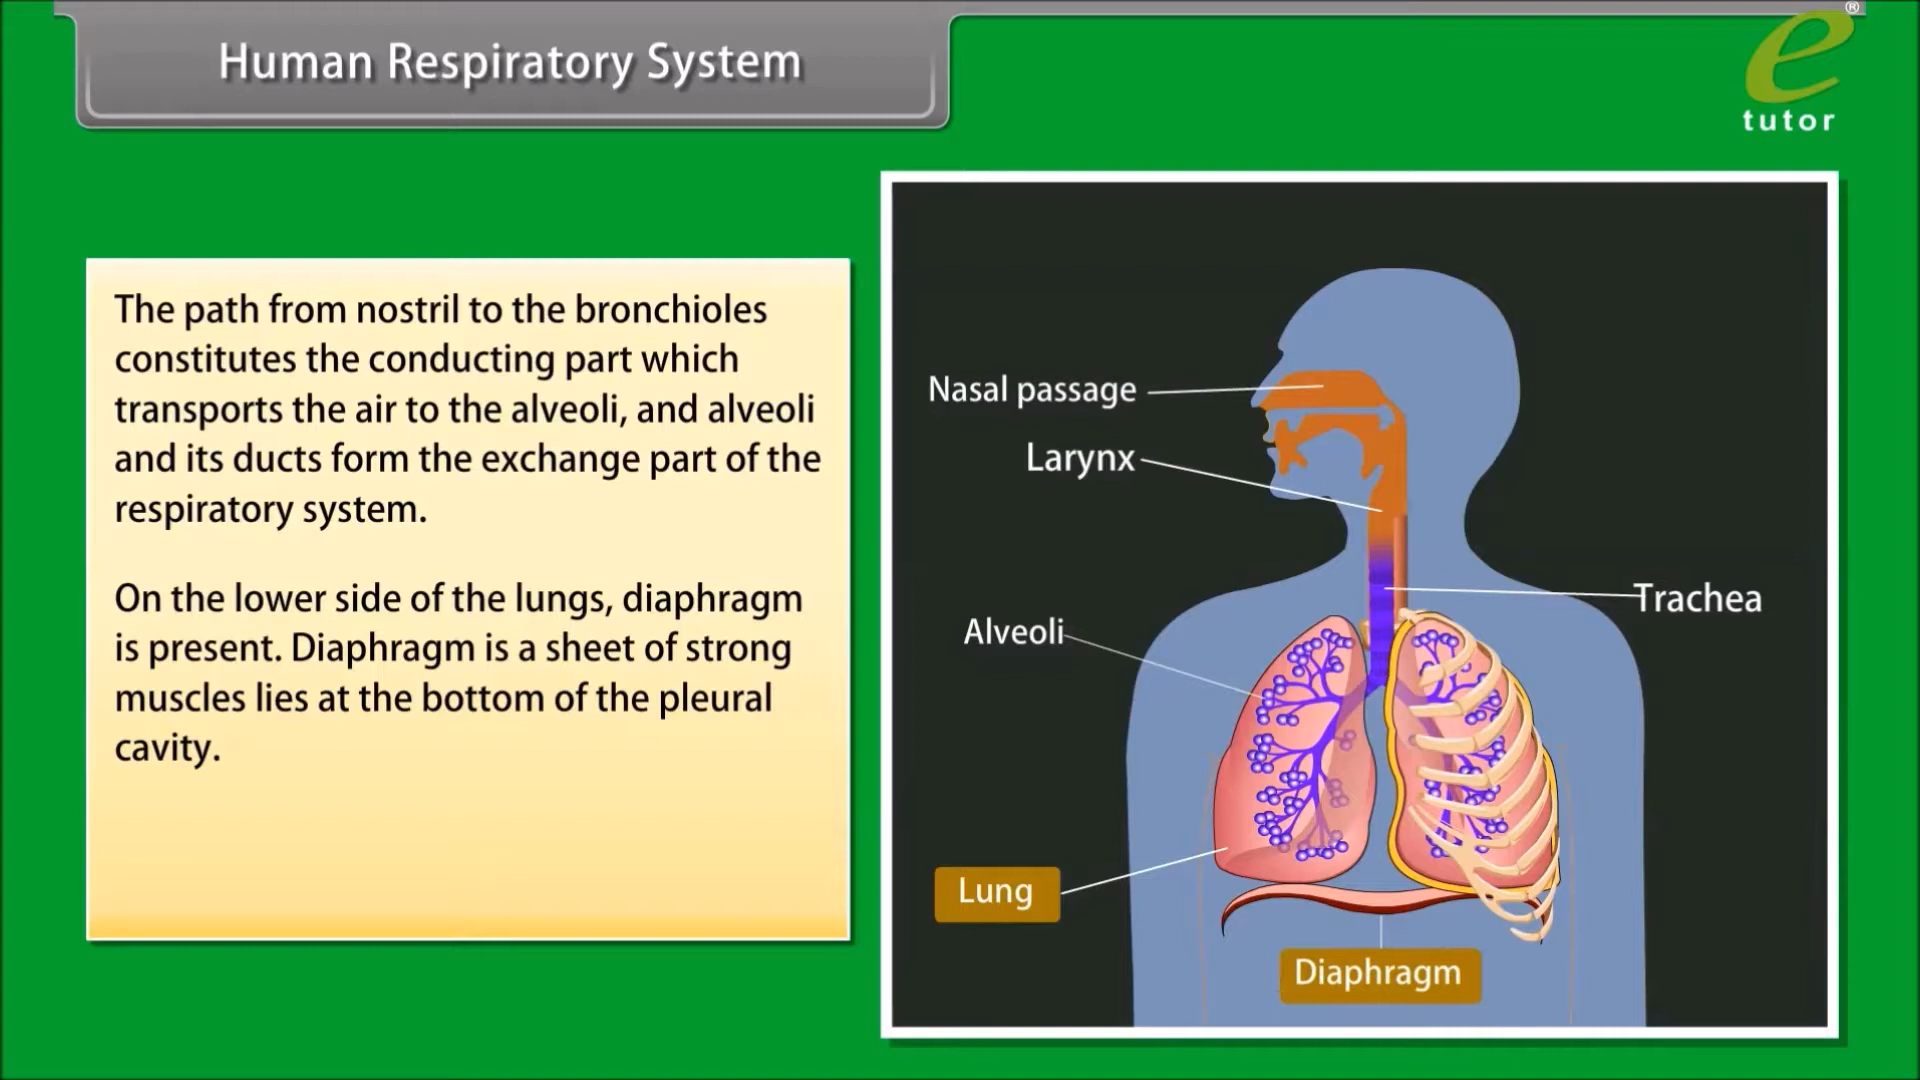 Human Respiratory System
®
e
tutor
The path from nostril to the bronchioles
constitutes the conducting part which
transports the air to the alveoli, and alveoli
and its ducts form the exchange part of the
respiratory system.
On the lower side of the lungs, diaphragm
is present. Diaphragm is a sheet of strong
muscles lies at the bottom of the pleural
cavity.
Nasal passage
Larynx
Trachea
Alveoli
Lung
Diaphragm